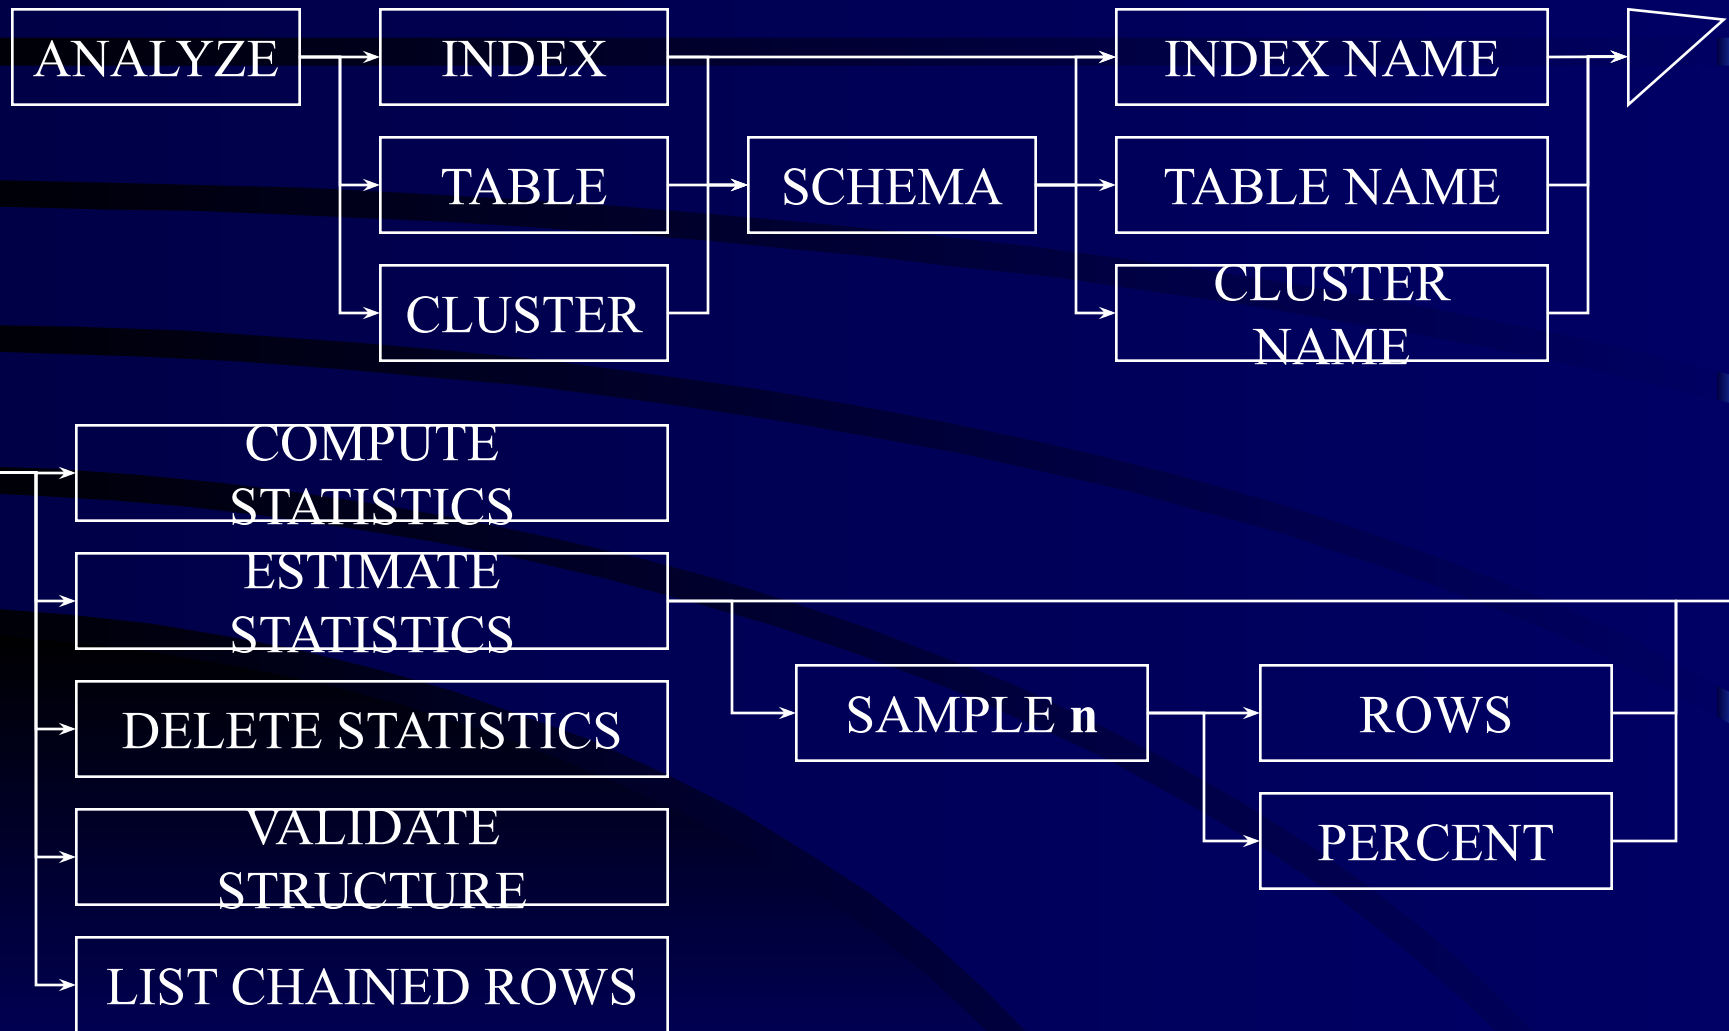 ANALYZE
INDEX
INDEX NAME
TABLE
SCHEMA
TABLE NAME
CLUSTER
CLUSTER
NAME
COMPUTE
STATISTICS
ESTIMATE
STATISTICS
DELETE STATISTICS
SAMPLE n
ROWS
VALIDATE
STRUCTURE
PERCENT
LIST CHAINED ROWS